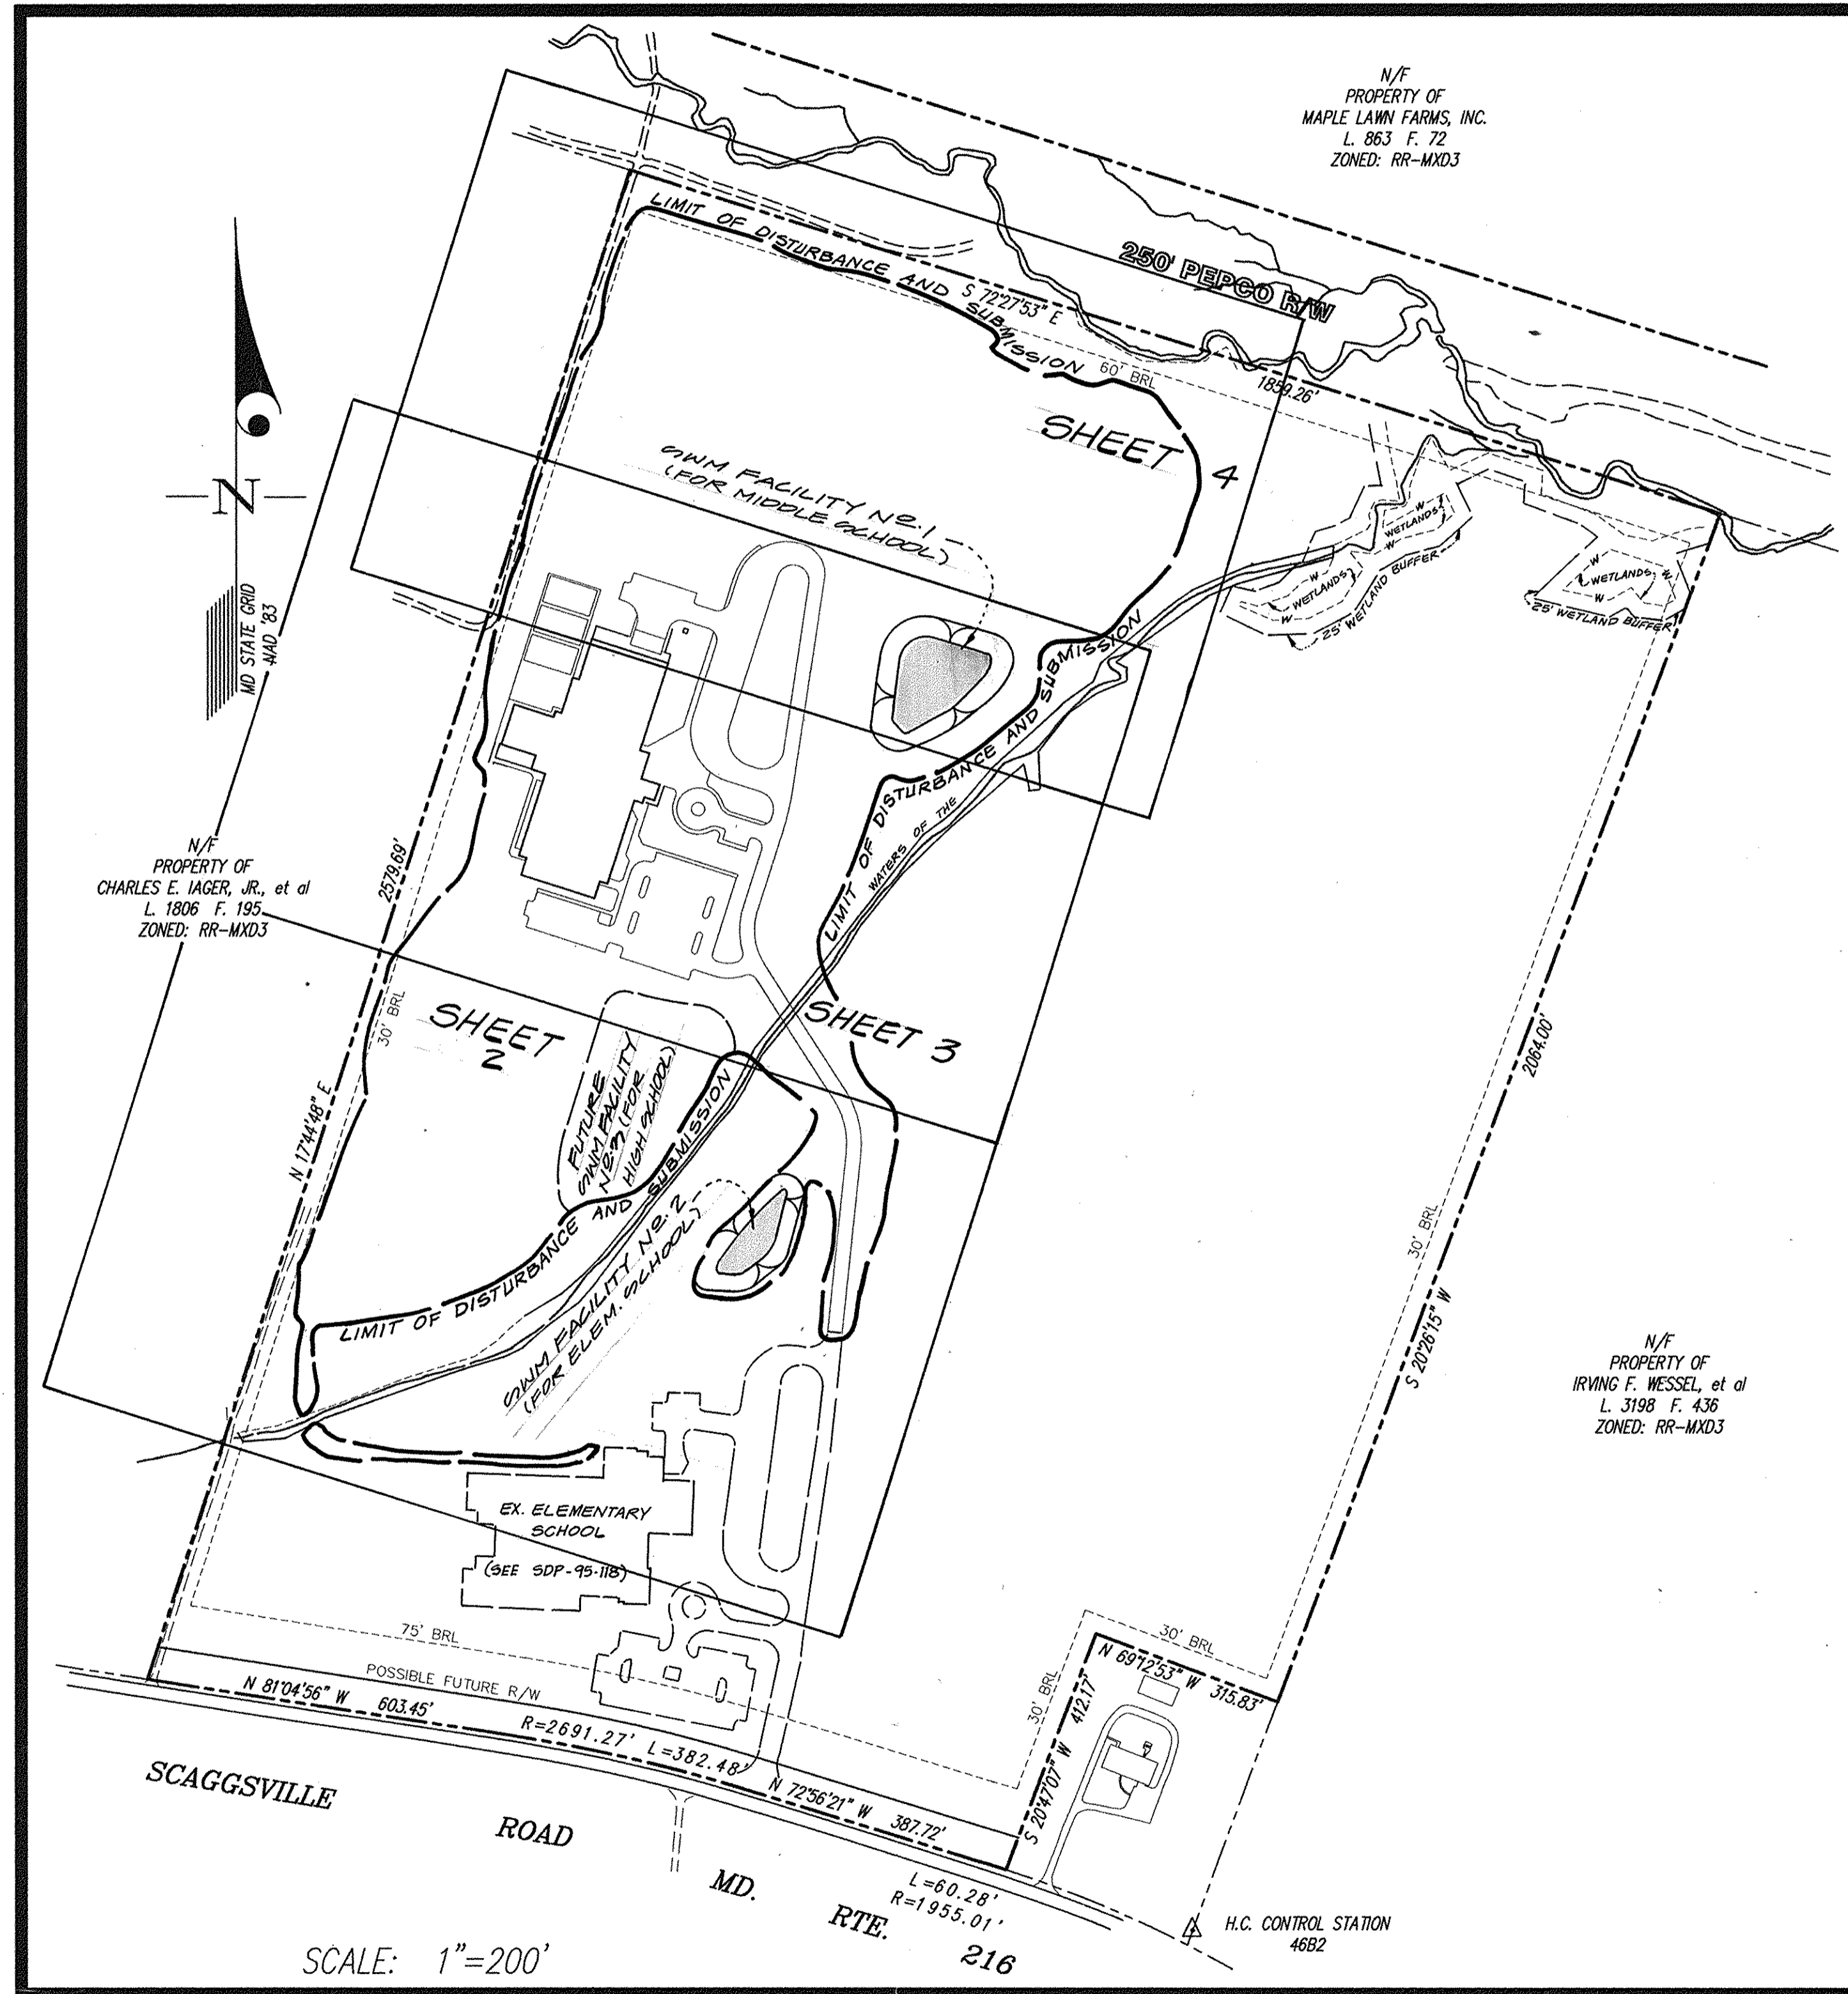 N/F
PROPERTY OF
MAPLE LAWN FARMS, INC.
L. 863 F. 72
ZONED: RR-MXD3
250' PEPCO R/W
LIMIT OF DISTURBANCE AND SUBMISSION
S 72°27'53" E
60' BRL
1859.26'
SHEET 4
SWM FACILITY No. 1
(FOR MIDDLE SCHOOL)
N
MD STATE GRID
NAD '83
WETLANDS
W
W
WETLANDS
W
W
25' WETLAND BUFFER
WETLANDS
W
W
W
25' WETLAND BUFFER
LIMIT OF DISTURBANCE AND SUBMISSION
WATERS OF THE
N/F
PROPERTY OF
CHARLES E. IAGER, JR., et al
L. 1806 F. 195
ZONED: RR-MXD3
2579.69'
30' BRL
N 17°44'48" E
SHEET
2
SHEET 3
FUTURE
SWM FACILITY
No. 3 (FOR
HIGH SCHOOL)
2064.00'
30' BRL
S 20°26'15" W
LIMIT OF DISTURBANCE AND SUBMISSION
SWM FACILITY No. 2
(FOR ELEM. SCHOOL)
N/F
PROPERTY OF
IRVING F. WESSEL, et al
L. 3198 F. 436
ZONED: RR-MXD3
EX. ELEMENTARY
SCHOOL
(SEE SDP-95-118)
75' BRL
POSSIBLE FUTURE R/W
N 81°04'56" W 603.45'
R=2691.27' L=382.48'
N 72°56'21" W 387.72'
30' BRL
N 69°12'53" W 315.83'
30' BRL
S 20°47'07" W 412.17'
L=60.28'
R=1955.01'
SCAGGSVILLE ROAD MD. RTE. 216
H.C. CONTROL STATION
46B2
SCALE: 1"=200'